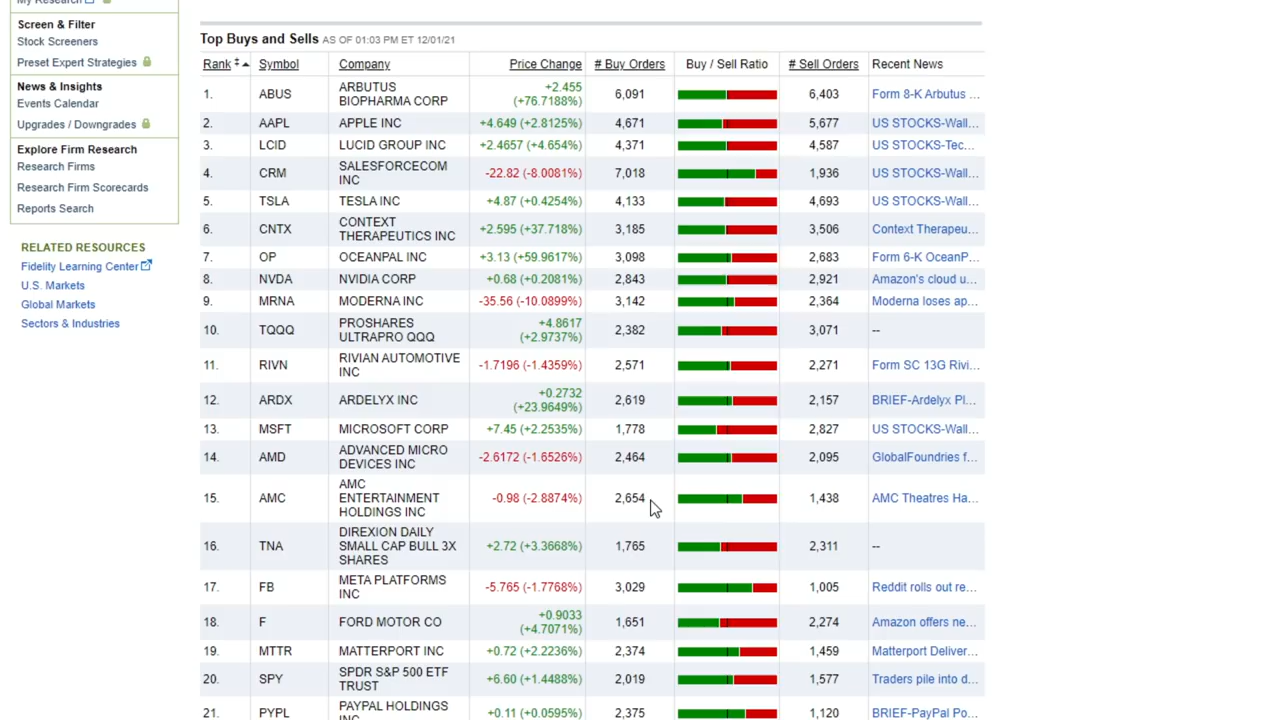 My Research
Screen & Filter
Stock Screeners
Preset Expert Strategies
News & Insights
Events Calendar
Upgrades / Downgrades
Explore Firm Research
Research Firms
Research Firm Scorecards
Reports Search
RELATED RESOURCES
Fidelity Learning Center
U.S. Markets
Global Markets
Sectors & Industries
Top Buys and Sells AS OF 01:03 PM ET 12/01/21
Rank Symbol Company Price Change # Buy Orders Buy / Sell Ratio # Sell Orders Recent News
1. ABUS ARBUTUS BIOPHARMA CORP +2.455 (+76.7188%) 6,091 6,403 Form 8-K Arbutus ...
2. AAPL APPLE INC +4.649 (+2.8125%) 4,671 5,677 US STOCKS-Wall...
3. LCID LUCID GROUP INC +2.4657 (+4.654%) 4,371 4,587 US STOCKS-Tec...
4. CRM SALESFORCECOM INC -22.82 (-8.0081%) 7,018 1,936 US STOCKS-Wall...
5. TSLA TESLA INC +4.87 (+0.4254%) 4,133 4,693 US STOCKS-Wall...
6. CNTX CONTEXT THERAPEUTICS INC +2.595 (+37.718%) 3,185 3,506 Context Therapeu...
7. OP OCEANPAL INC +3.13 (+59.9617%) 3,098 2,683 Form 6-K OceanP...
8. NVDA NVIDIA CORP +0.68 (+0.2081%) 2,843 2,921 Amazon's cloud u...
9. MRNA MODERNA INC -35.56 (-10.0899%) 3,142 2,364 Moderna loses ap...
10. TQQQ PROSHARES ULTRAPRO QQQ +4.8617 (+2.9737%) 2,382 3,071 --
11. RIVN RIVIAN AUTOMOTIVE INC -1.7196 (-1.4359%) 2,571 2,271 Form SC 13G Rivi...
12. ARDX ARDELYX INC +0.2732 (+23.9649%) 2,619 2,157 BRIEF-Ardelyx Pl...
13. MSFT MICROSOFT CORP +7.45 (+2.2535%) 1,778 2,827 US STOCKS-Wall...
14. AMD ADVANCED MICRO DEVICES INC -2.6172 (-1.6526%) 2,464 2,095 GlobalFoundries f...
15. AMC AMC ENTERTAINMENT HOLDINGS INC -0.98 (-2.8874%) 2,654 1,438 AMC Theatres Ha...
16. TNA DIREXION DAILY SMALL CAP BULL 3X SHARES +2.72 (+3.3668%) 1,765 2,311 --
17. FB META PLATFORMS INC -5.765 (-1.7768%) 3,029 1,005 Reddit rolls out re...
18. F FORD MOTOR CO +0.9033 (+4.7071%) 1,651 2,274 Amazon offers ne...
19. MTTR MATTERPORT INC +0.72 (+2.2236%) 2,374 1,459 Matterport Deliver...
20. SPY SPDR S&P 500 ETF TRUST +6.60 (+1.4488%) 2,019 1,577 Traders pile into d...
21. PYPL PAYPAL HOLDINGS INC +0.11 (+0.0595%) 2,375 1,120 BRIEF-PayPal Po...